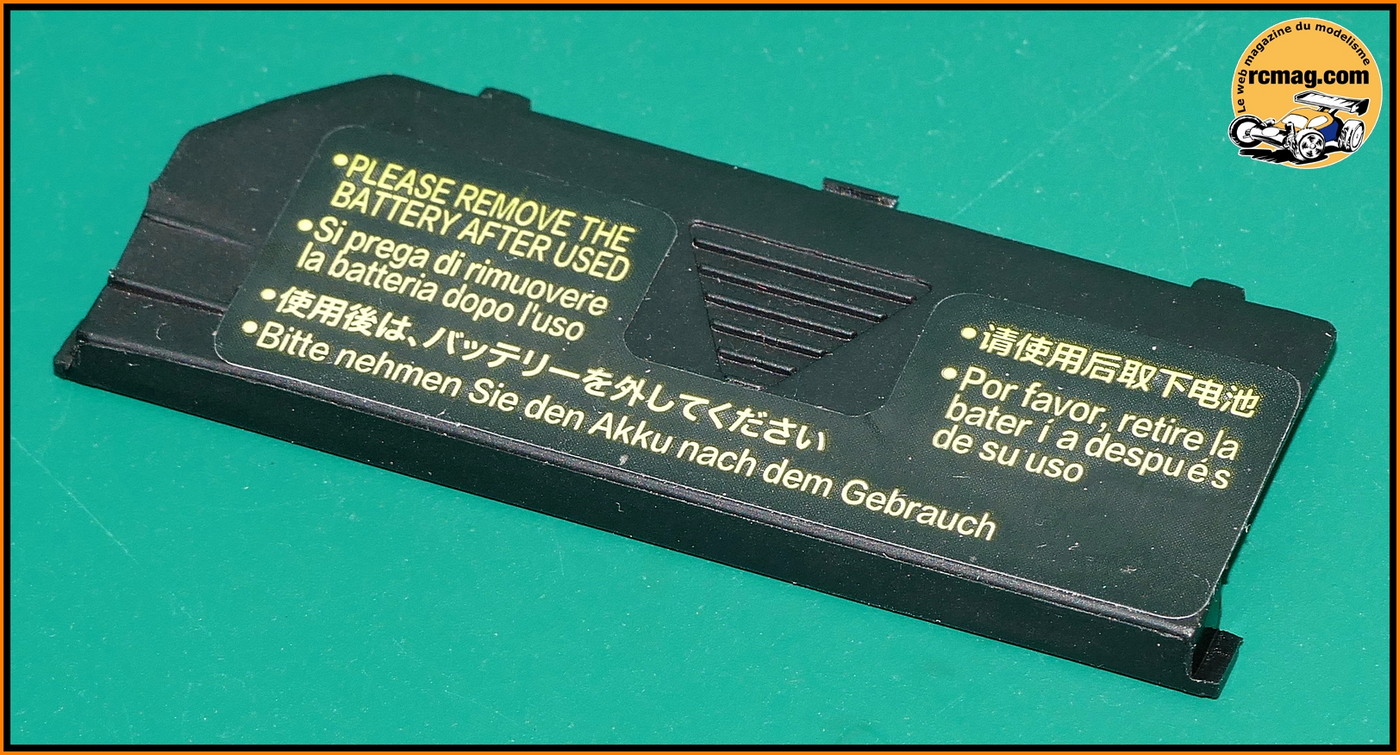 ●PLEASE REMOVE THE
BATTERY AFTER USED
●Si prega di rimuovere
la batteria dopo l'uso
●使用後は、バッテリーを外してください
●Bitte nehmen Sie den Akku nach dem Gebrauch
●请使用后取下电池
●Por favor, retire la
bater í a después
de su uso
Le web magazine du modelisme
rcmag.com